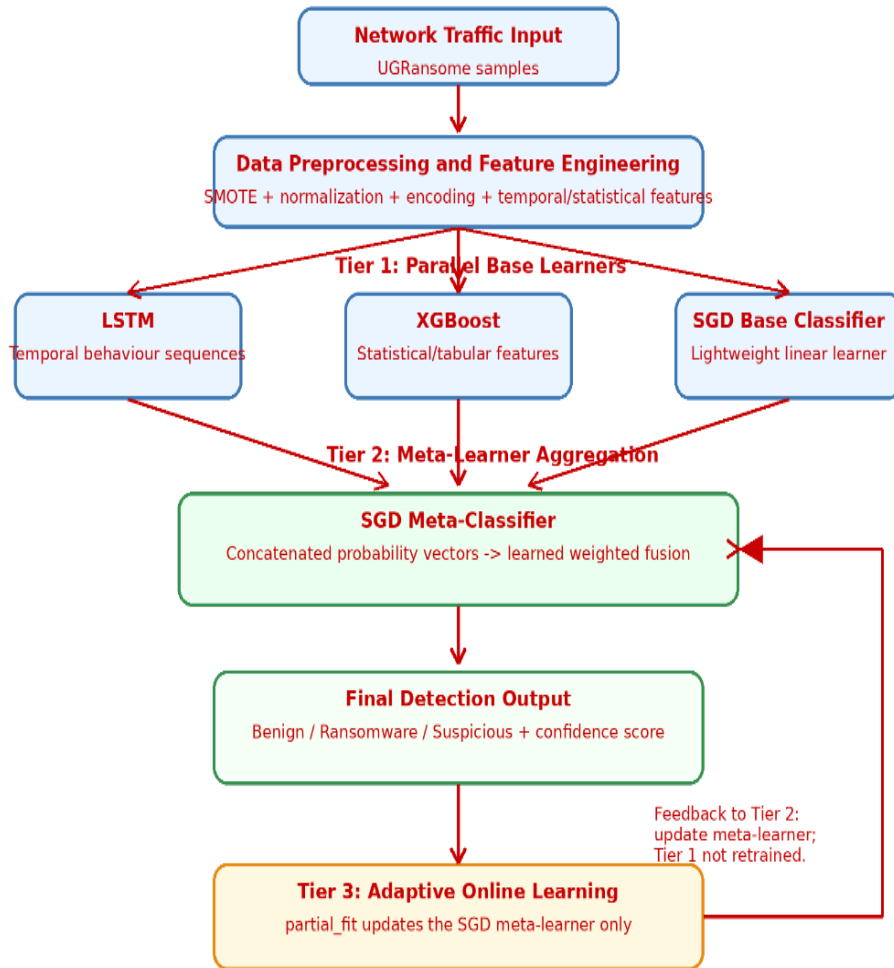 Network Traffic Input
UGRansome samples
Data Preprocessing and Feature Engineering
SMOTE + normalization + encoding + temporal/statistical features
Tier 1: Parallel Base Learners
LSTM
Temporal behaviour sequences
XGBoost
Statistical/tabular features
SGD Base Classifier
Lightweight linear learner
Tier 2: Meta-Learner Aggregation
SGD Meta-Classifier
Concatenated probability vectors -> learned weighted fusion
Final Detection Output
Benign / Ransomware / Suspicious + confidence score
Feedback to Tier 2:
update meta-learner;
Tier 1 not retrained.
Tier 3: Adaptive Online Learning
partial_fit updates the SGD meta-learner only